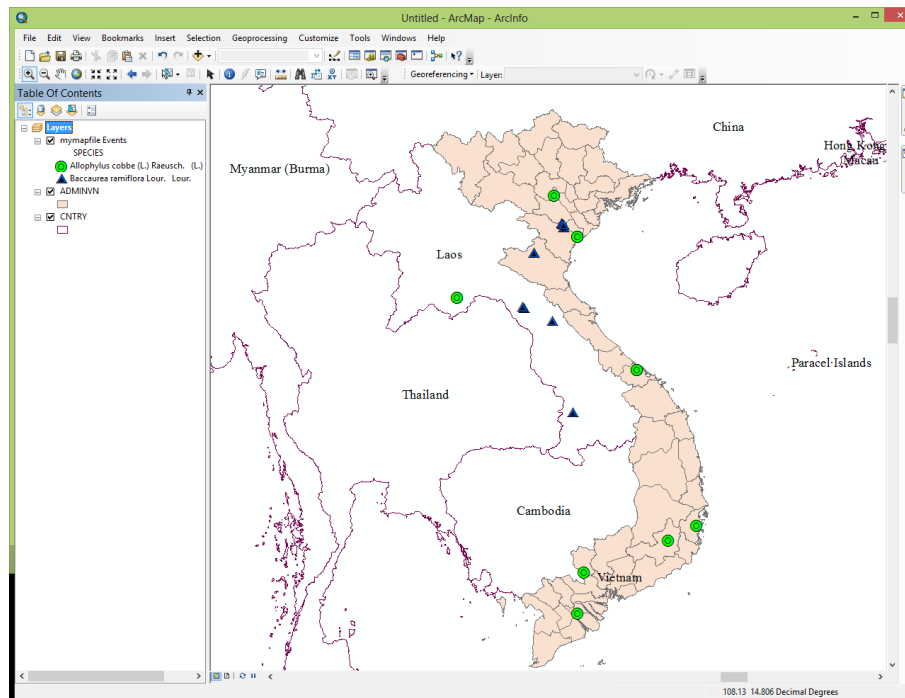 Untitled - ArcMap - ArcInfo
File Edit View Bookmarks Insert Selection Geoprocessing Customize Tools Windows Help
Georeferencing Layer:
Table Of Contents
Layers
mymapfile Events
SPECIES
Allophylus cobbe (L.) Raeusch. (L.)
Baccaurea ramiflora Lour. Lour.
ADMINVN
CNTRY
China
Hong Kong
Macau
Myanmar (Burma)
Laos
Paracel Islands
Thailand
Cambodia
Vietnam
108.13 14.806 Decimal Degrees